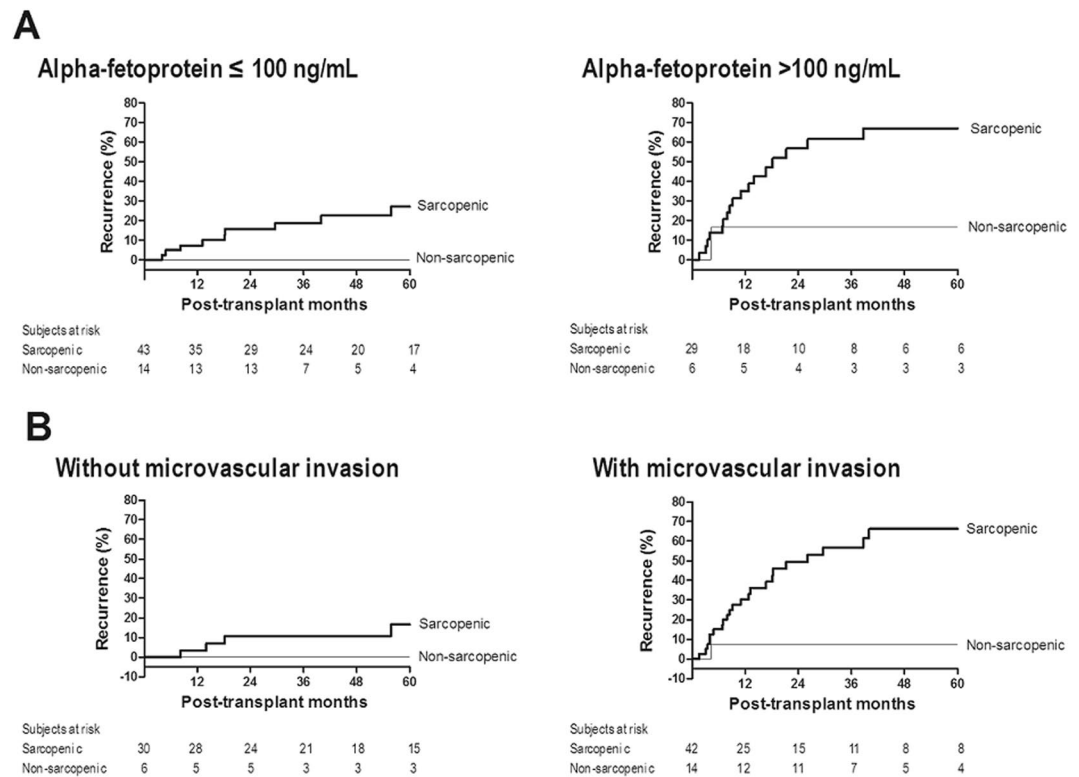 A
Alpha-fetoprotein ≤ 100 ng/mL
Recurrence (%)
80
70
60
50
40
30
20
10
0
Sarcopenic
Non-sarcopenic
12 24 36 48 60
Post-transplant months
Subjects at risk
Sarcopenic 43 35 29 24 20 17
Non-sarcopenic 14 13 13 7 5 4
Alpha-fetoprotein >100 ng/mL
Recurrence (%)
80
70
60
50
40
30
20
10
0
Sarcopenic
Non-sarcopenic
12 24 36 48 60
Post-transplant months
Subjects at risk
Sarcopenic 29 18 10 8 6 6
Non-sarcopenic 6 5 4 3 3 3
B
Without microvascular invasion
Recurrence (%)
80
70
60
50
40
30
20
10
0
-10
Sarcopenic
Non-sarcopenic
12 24 36 48 60
Post-transplant months
Subjects at risk
Sarcopenic 30 28 24 21 18 15
Non-sarcopenic 6 5 5 3 3 3
With microvascular invasion
Recurrence (%)
80
70
60
50
40
30
20
10
0
-10
Sarcopenic
Non-sarcopenic
12 24 36 48 60
Post-transplant months
Subjects at risk
Sarcopenic 42 25 15 11 8 8
Non-sarcopenic 14 12 11 7 5 4